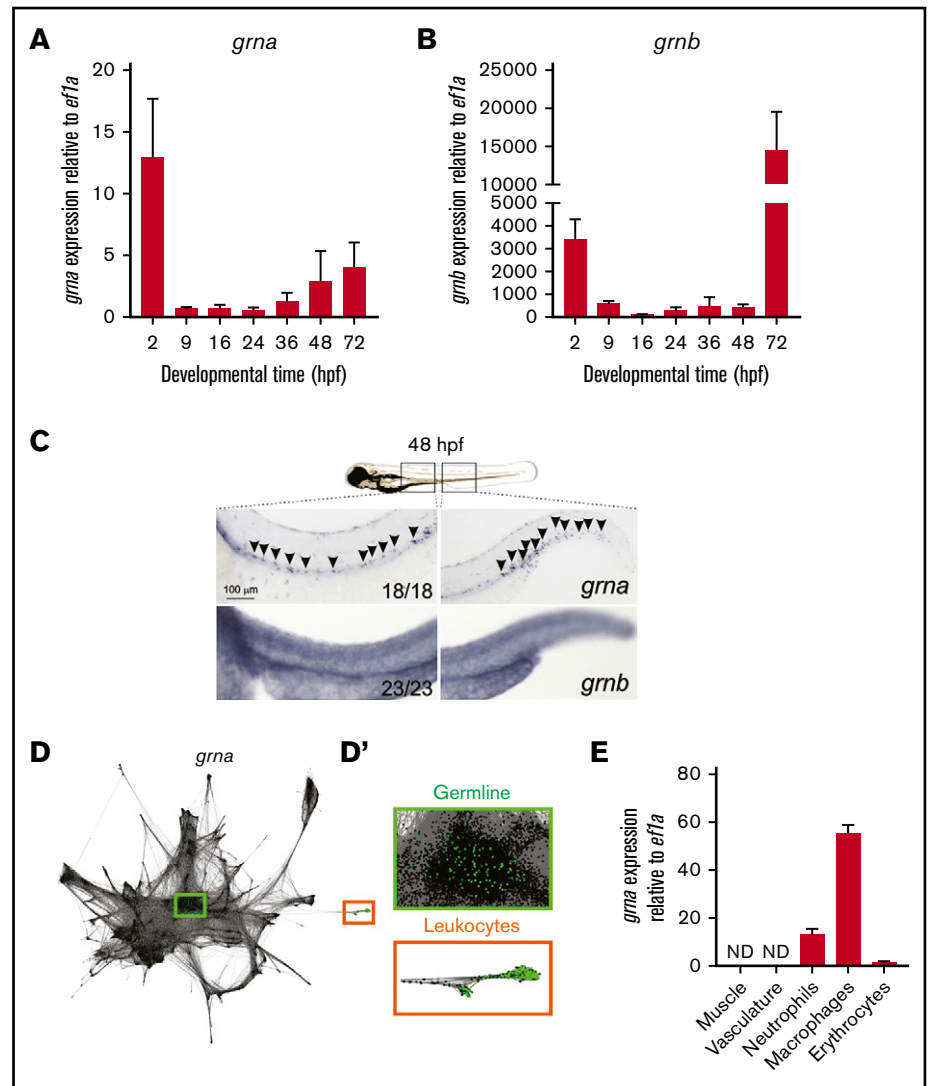 A
grna
grna expression relative to ef1a
20
15
10
5
0
2 9 16 24 36 48 72
Developmental time (hpf)
B
grnb
grnb expression relative to ef1a
25000
20000
15000
10000
5000
4000
3000
2000
1000
0
2 9 16 24 36 48 72
Developmental time (hpf)
C
48 hpf
100 µm
18/18
grna
23/23
grnb
D
grna
D'
Germline
Leukocytes
E
grna expression
relative to ef1a
80
60
40
20
0
ND ND
Muscle
Vasculature
Neutrophils
Macrophages
Erythrocytes